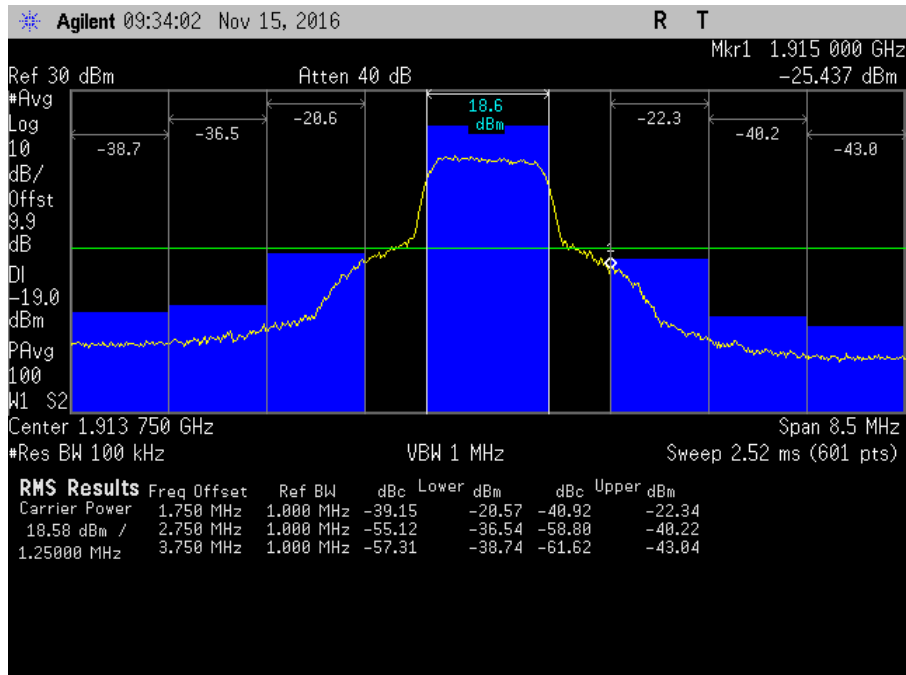 Agilent 09:34:02 Nov 15, 2016 R T
Mkr1 1.915 000 GHz
Ref 30 dBm Atten 40 dB -25.437 dBm
#Avg
Log
10
dB/
Offst
9.9
dB
DI
-19.0
dBm
PAvg
100
W1 S2
-38.7 -36.5 -20.6 18.6 dBm -22.3 -40.2 -43.0
1
Center 1.913 750 GHz Span 8.5 MHz
#Res BW 100 kHz VBW 1 MHz Sweep 2.52 ms (601 pts)
RMS Results Freq Offset Ref BW dBc Lower dBm dBc Upper dBm
Carrier Power 1.750 MHz 1.000 MHz -39.15 -20.57 -40.92 -22.34
18.58 dBm / 2.750 MHz 1.000 MHz -55.12 -36.54 -58.80 -40.22
1.25000 MHz 3.750 MHz 1.000 MHz -57.31 -38.74 -61.62 -43.04